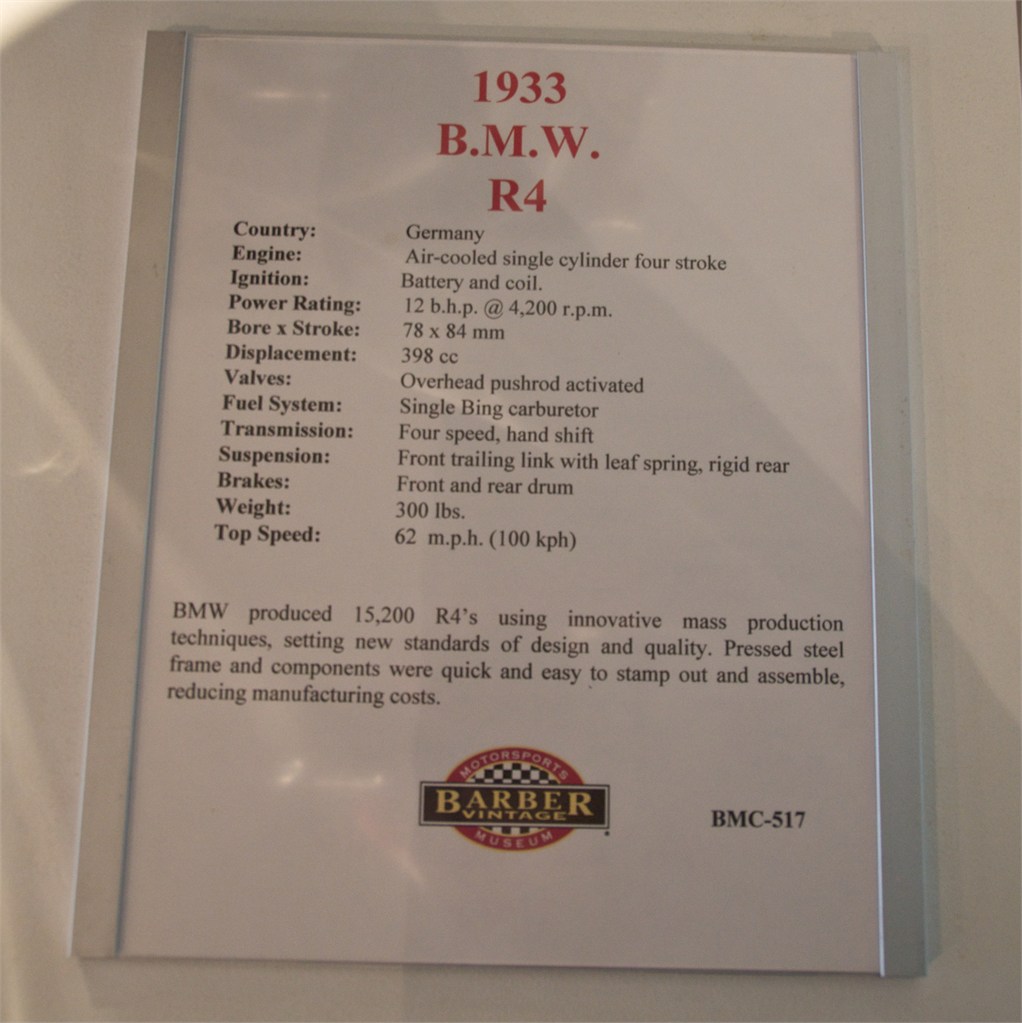 1933
B.M.W.
R4
Country: Germany
Engine: Air-cooled single cylinder four stroke
Ignition: Battery and coil.
Power Rating: 12 b.h.p. @ 4,200 r.p.m.
Bore x Stroke: 78 x 84 mm
Displacement: 398 cc
Valves: Overhead pushrod activated
Fuel System: Single Bing carburetor
Transmission: Four speed, hand shift
Suspension: Front trailing link with leaf spring, rigid rear
Brakes: Front and rear drum
Weight: 300 lbs.
Top Speed: 62 m.p.h. (100 kph)
BMW produced 15,200 R4's using innovative mass production
techniques, setting new standards of design and quality. Pressed steel
frame and components were quick and easy to stamp out and assemble,
reducing manufacturing costs.
MOTORSPORTS
BARBER
VINTAGE
MUSEUM
BMC-517